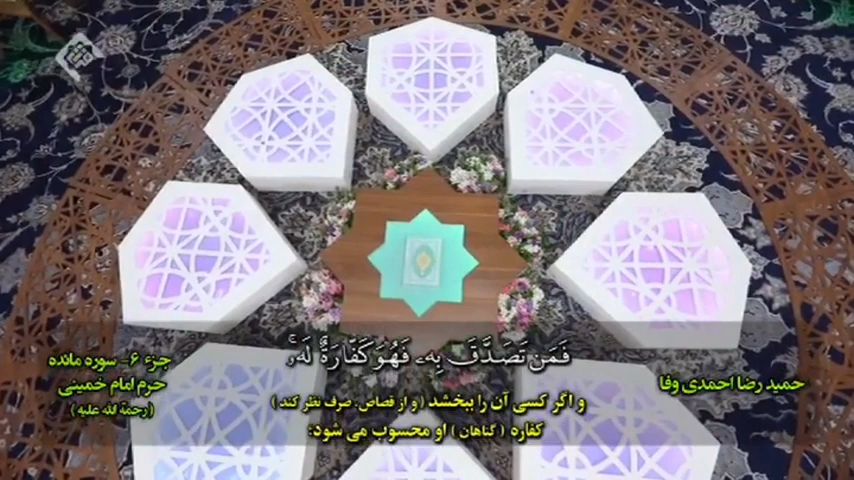 فَمَن تَصَدَّقَ بِهِۦ فَهُوَ كَفَّارَةٌ لَهُۥۚ
و اگر کسی آن را ببخشد ( و از قصاص، صرف نظر کند )
کفاره ( گناهان ) او محسوب می شود؛
حمید رضا احمدی وفا
جزء ۶- سوره مائده
حرم امام خمینی
(رحمة الله علیه)